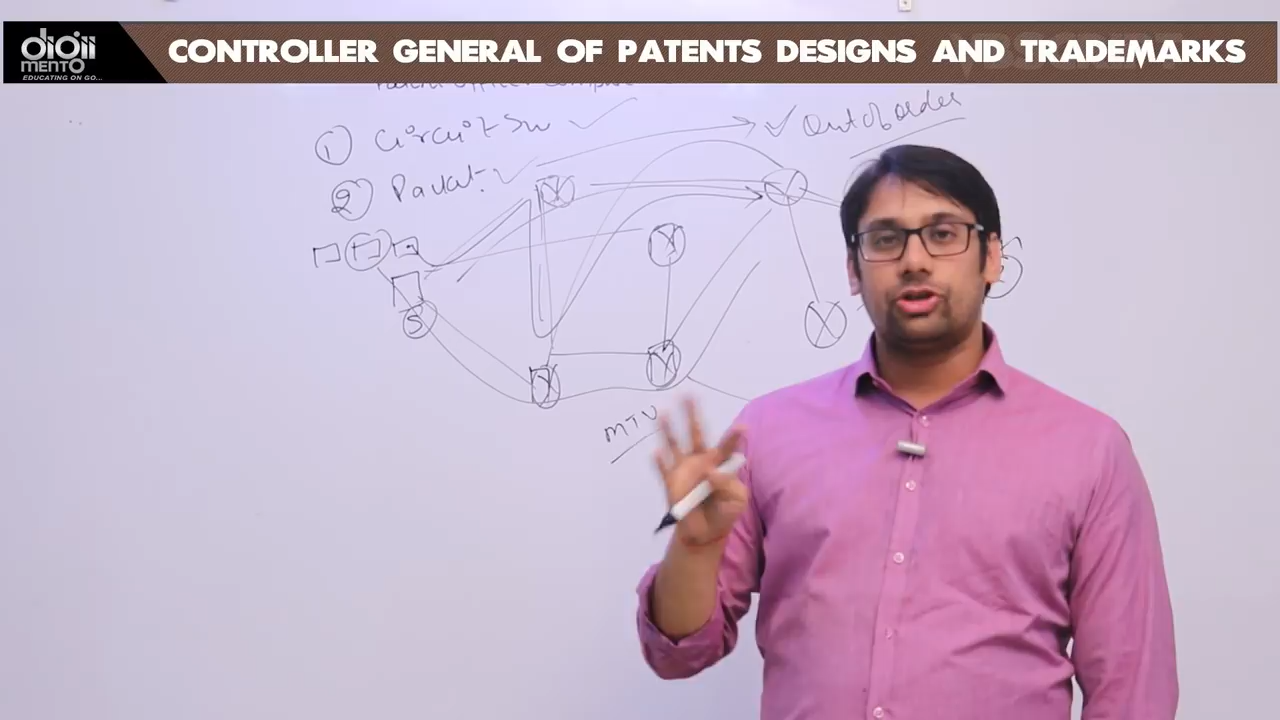 digii
mento
EDUCATING ON GO...
CONTROLLER GENERAL OF PATENTS DESIGNS AND TRADEMARKS
① Circuit Sw ✓
✓ Out of order
② Packet ✓
S
MTU